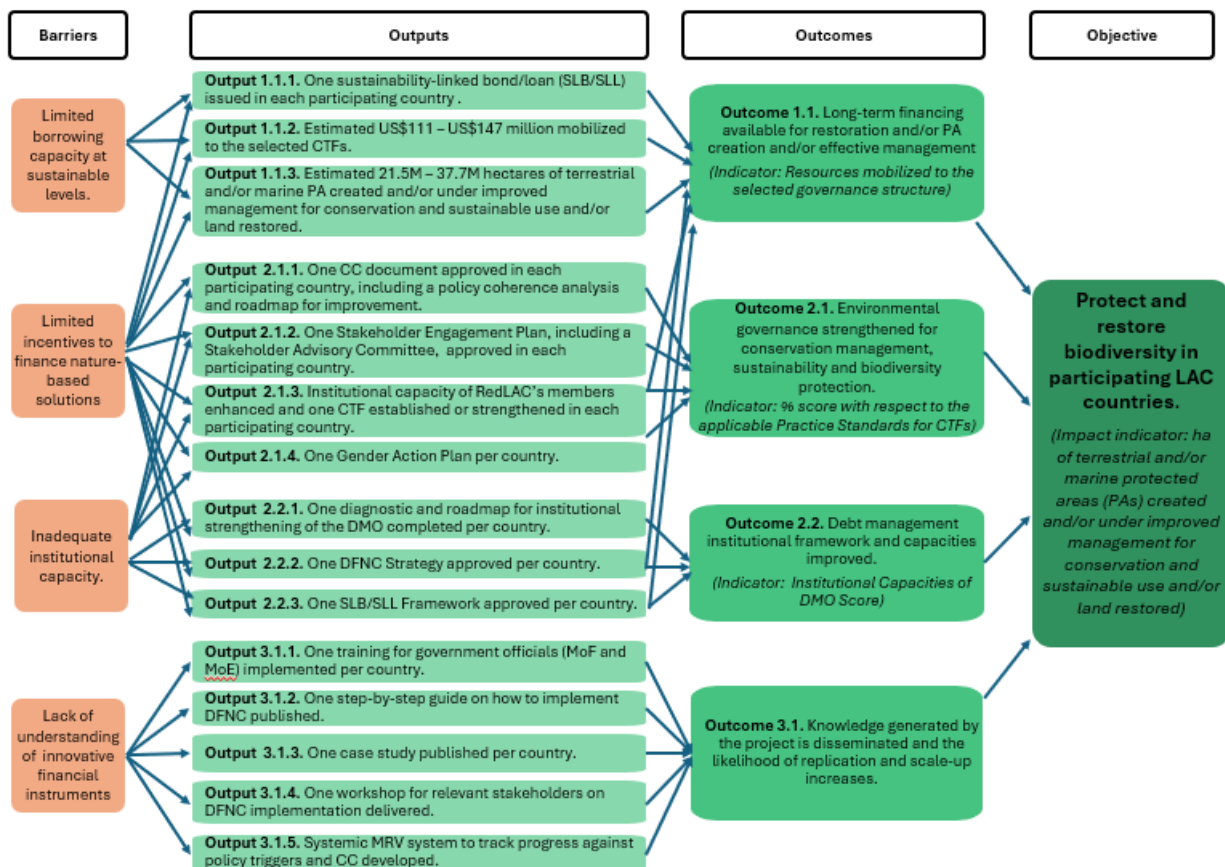 Barriers
Outputs
Outcomes
Objective
Limited
borrowing
capacity at
sustainable
levels.
Limited
incentives to
finance nature-
based
solutions
Inadequate
institutional
capacity.
Lack of
understanding
of innovative
financial
instruments
Output 1.1.1. One sustainability-linked bond/loan (SLB/SLL)
issued in each participating country .
Output 1.1.2. Estimated US$111 – US$147 million mobilized
to the selected CTFs.
Output 1.1.3. Estimated 21.5M – 37.7M hectares of terrestrial
and/or marine PA created and/or under improved
management for conservation and sustainable use and/or
land restored.
Output 2.1.1. One CC document approved in each
participating country, including a policy coherence analysis
and roadmap for improvement.
Output 2.1.2. One Stakeholder Engagement Plan, including a
Stakeholder Advisory Committee, approved in each
participating country.
Output 2.1.3. Institutional capacity of RedLAC's members
enhanced and one CTF established or strengthened in each
participating country.
Output 2.1.4. One Gender Action Plan per country.
Output 2.2.1. One diagnostic and roadmap for institutional
strengthening of the DMO completed per country.
Output 2.2.2. One DFNC Strategy approved per country.
Output 2.2.3. One SLB/SLL Framework approved per country.
Output 3.1.1. One training for government officials (MoF and
MoE) implemented per country.
Output 3.1.2. One step-by-step guide on how to implement
DFNC published.
Output 3.1.3. One case study published per country.
Output 3.1.4. One workshop for relevant stakeholders on
DFNC implementation delivered.
Output 3.1.5. Systemic MRV system to track progress against
policy triggers and CC developed.
Outcome 1.1. Long-term financing
available for restoration and/or PA
creation and/or effective management
(Indicator: Resources mobilized to the
selected governance structure)
Outcome 2.1. Environmental
governance strengthened for
conservation management,
sustainability and biodiversity
protection.
(Indicator: % score with respect to the
applicable Practice Standards for CTFs)
Outcome 2.2. Debt management
institutional framework and capacities
improved.
(Indicator: Institutional Capacities of
DMO Score)
Outcome 3.1. Knowledge generated by
the project is disseminated and the
likelihood of replication and scale-up
increases.
Protect and
restore
biodiversity in
participating LAC
countries.
(Impact indicator: ha
of terrestrial and/or
marine protected
areas (PAs) created
and/or under improved
management for
conservation and
sustainable use and/or
land restored)